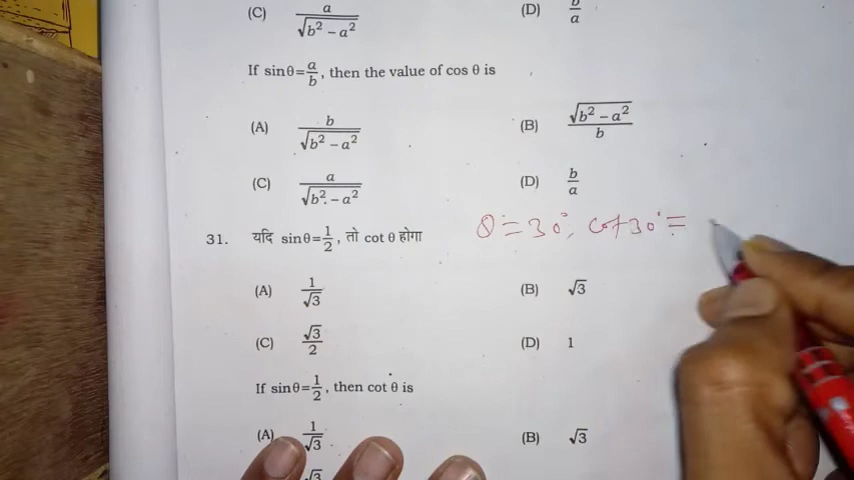 (C) a/√(b² − a²) (D) b/a
If sinθ=a/b, then the value of cos θ is
(A) b/√(b² − a²) (B) √(b² − a²)/b
(C) a/√(b² − a²) (D) b/a
31. यदि sinθ=1/2, तो cot θ होगा θ = 30°, cot 30° =
(A) 1/√3 (B) √3
(C) √3/2 (D) 1
If sinθ=1/2, then cot θ is
(A) 1/√3 (B) √3
√3